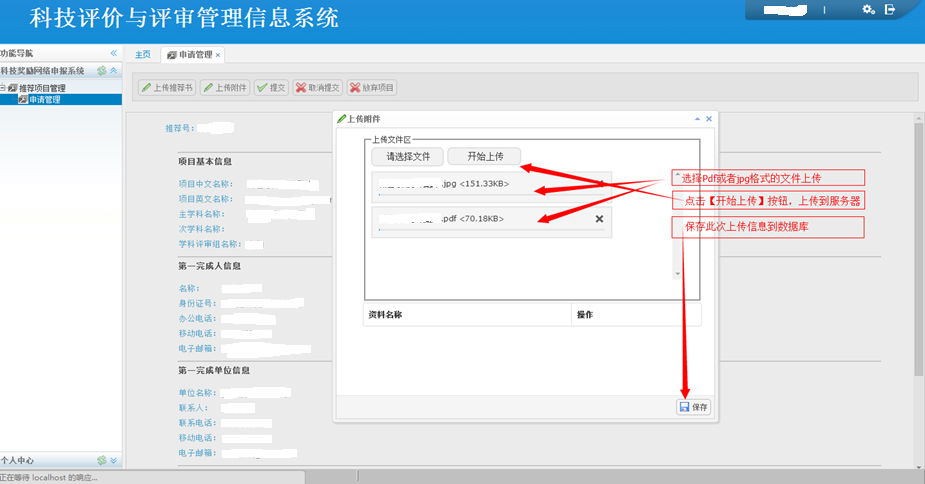 科技评价与评审管理信息系统
功能导航
主页
申请管理
科技奖励网络申报系统
推荐项目管理
申请管理
上传推荐书
上传附件
提交
取消提交
放弃项目
推荐号：
项目基本信息
项目中文名称：
项目英文名称：
主学科名称：
次学科名称：
学科评审组名称：
第一完成人信息
名称：
身份证号：
办公电话：
移动电话：
电子邮箱：
第一完成单位信息
单位名称：
联系人：
联系电话：
移动电话：
电子邮箱：
上传附件
上传文件区
请选择文件
开始上传
.jpg <151.33KB>
.pdf <70.18KB>
资料名称
操作
保存
选择Pdf或者jpg格式的文件上传
点击【开始上传】按钮，上传到服务器
保存此次上传信息到数据库
个人中心
正在等待 localhost 的响应...